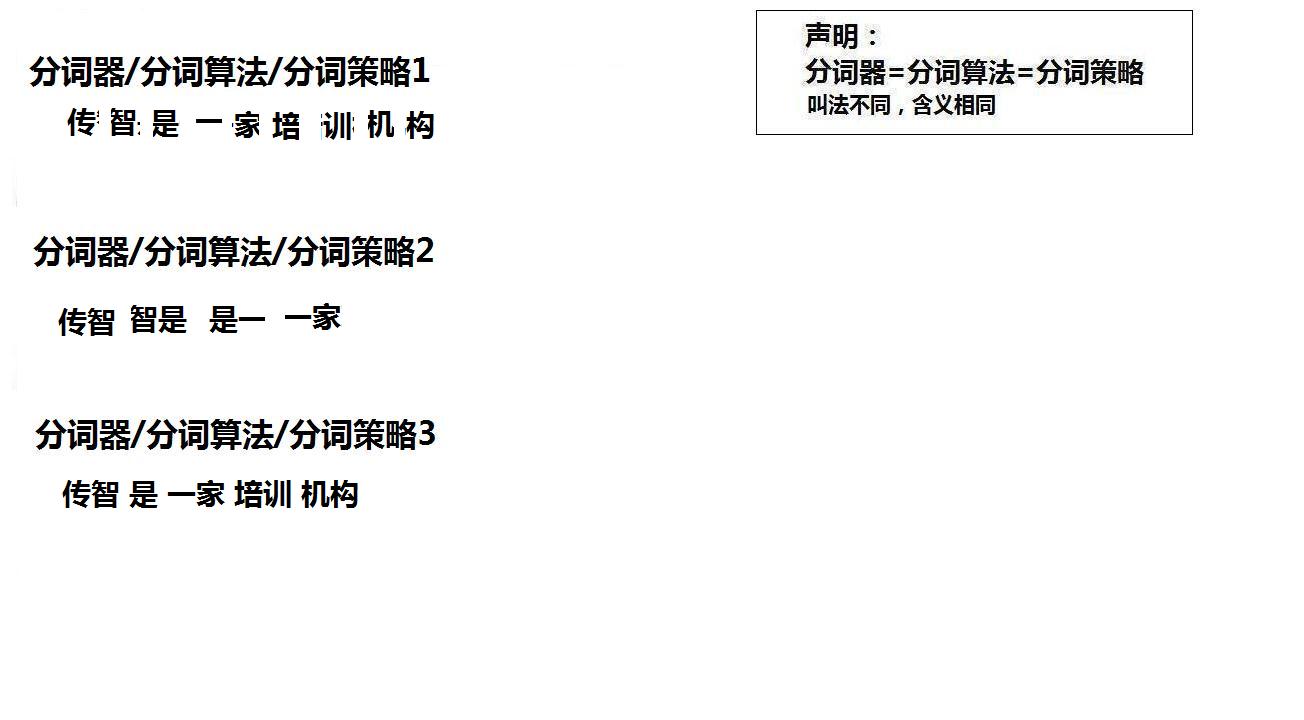 分词器/分词算法/分词策略1
传 智 是 一 家 培 训 机 构
分词器/分词算法/分词策略2
传智 智是 是一 一家
分词器/分词算法/分词策略3
传智 是 一家 培训 机构
声明：
分词器=分词算法=分词策略
叫法不同，含义相同